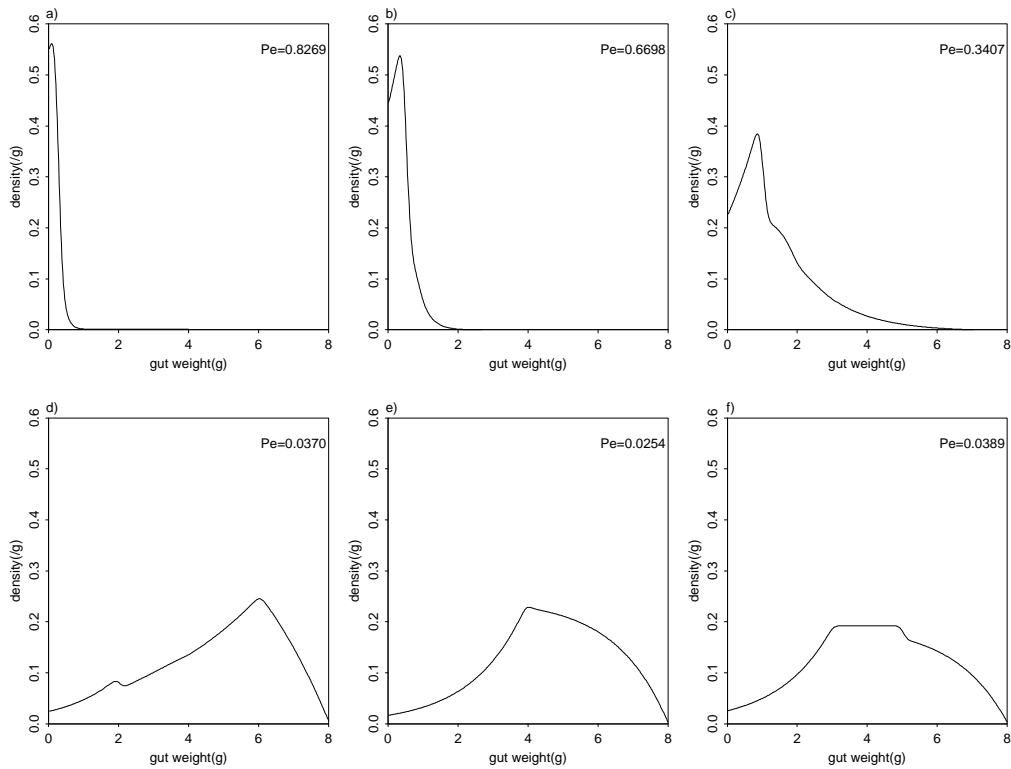 a)
Pe=0.8269
density(/g)
0.0 0.1 0.2 0.3 0.4 0.5 0.6
0 2 4 6 8
gut weight(g)
b)
Pe=0.6698
density(/g)
0.0 0.1 0.2 0.3 0.4 0.5 0.6
0 2 4 6 8
gut weight(g)
c)
Pe=0.3407
density(/g)
0.0 0.1 0.2 0.3 0.4 0.5 0.6
0 2 4 6 8
gut weight(g)
d)
Pe=0.0370
density(/g)
0.0 0.1 0.2 0.3 0.4 0.5 0.6
0 2 4 6 8
gut weight(g)
e)
Pe=0.0254
density(/g)
0.0 0.1 0.2 0.3 0.4 0.5 0.6
0 2 4 6 8
gut weight(g)
f)
Pe=0.0389
density(/g)
0.0 0.1 0.2 0.3 0.4 0.5 0.6
0 2 4 6 8
gut weight(g)